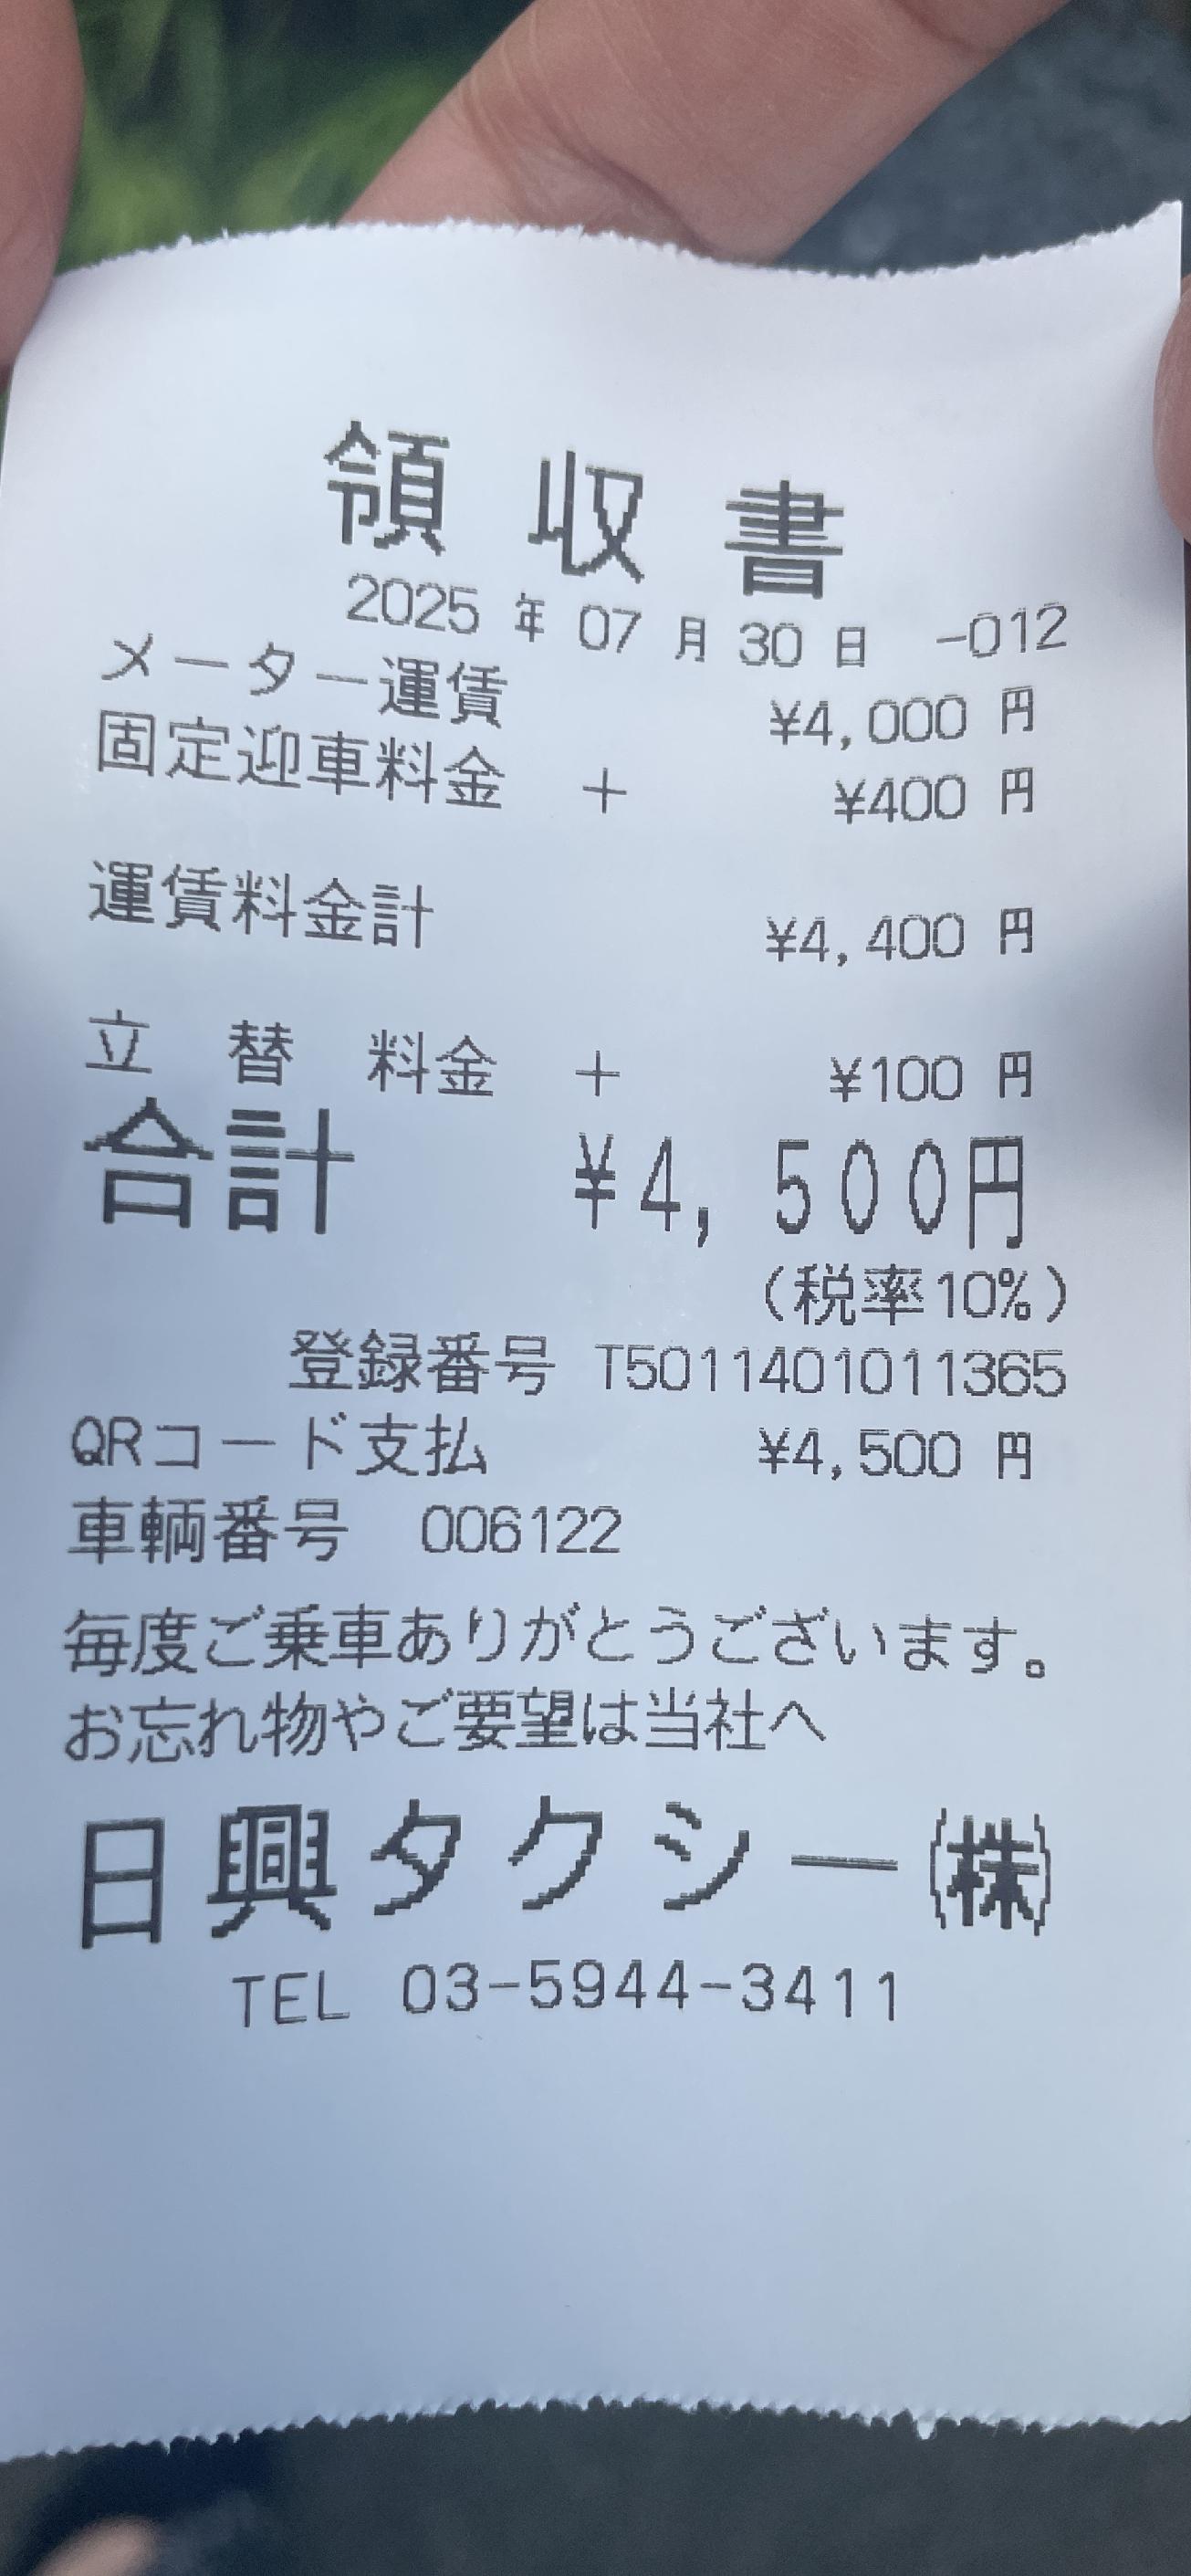 領収書
2025 年 07 月 30 日 -012
メーター運賃 ¥4,000 円
固定迎車料金 + ¥400 円
運賃料金計 ¥4,400 円
立 替 料金 + ¥100 円
合計 ¥4,500円
(税率10%)
登録番号 T5011401011365
QRコード支払 ¥4,500 円
車輌番号 006122
毎度ご乗車ありがとうございます。
お忘れ物やご要望は当社へ
日興タクシー㈱
TEL 03-5944-3411